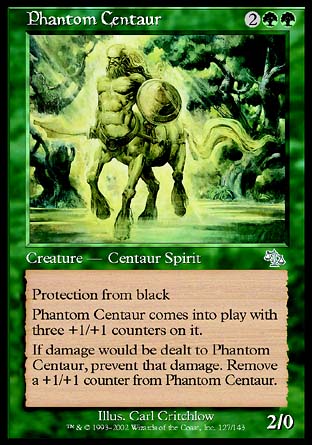 Phantom Centaur 2
Creature — Centaur Spirit
Protection from black
Phantom Centaur comes into play with
three +1/+1 counters on it.
If damage would be dealt to Phantom
Centaur, prevent that damage. Remove
a +1/+1 counter from Phantom Centaur.
Illus. Carl Critchlow
™ & © 1993-2002 Wizards of the Coast, Inc. 127/143
2/0